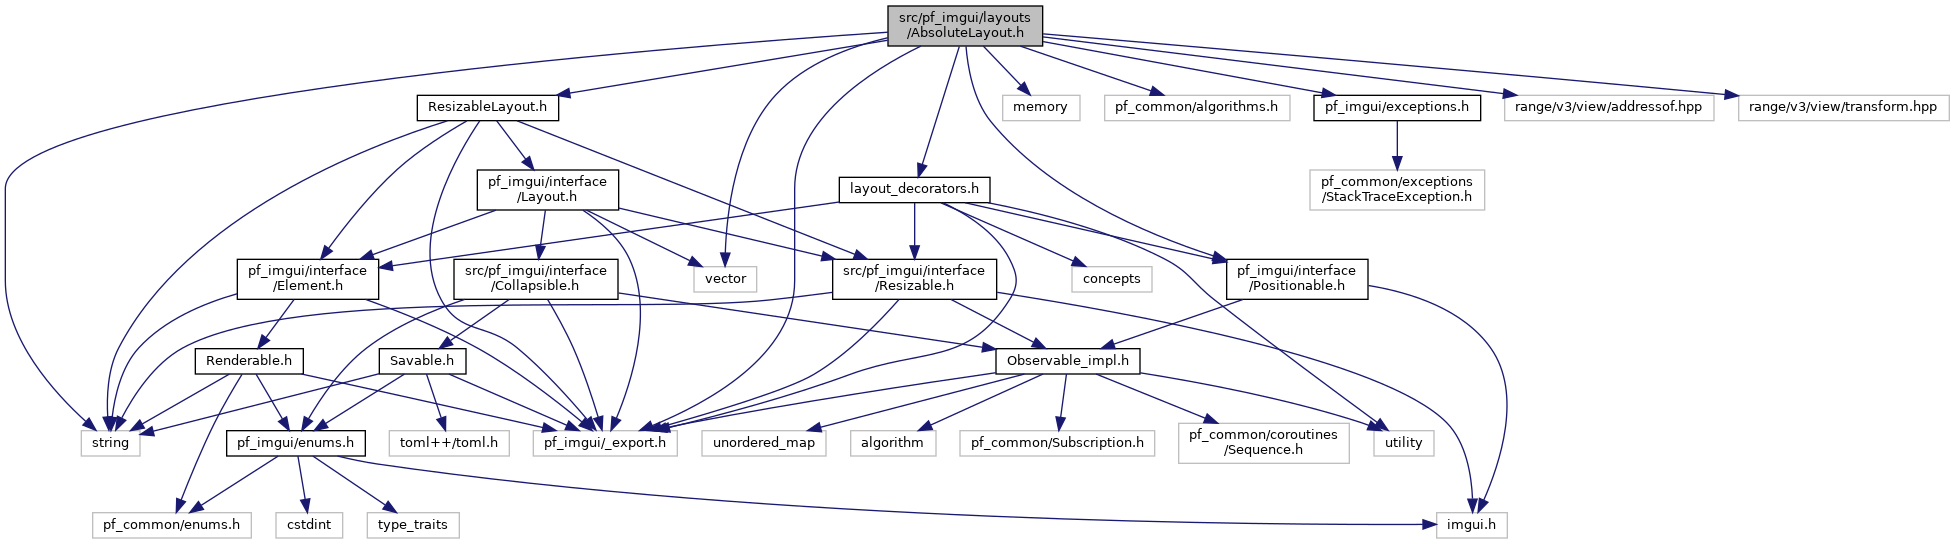 src/pf_imgui/layouts
/AbsoluteLayout.h
ResizableLayout.h
memory
pf_common/algorithms.h
pf_imgui/exceptions.h
range/v3/view/addressof.hpp
range/v3/view/transform.hpp
pf_imgui/interface
/Layout.h
layout_decorators.h
pf_common/exceptions
/StackTraceException.h
pf_imgui/interface
/Element.h
src/pf_imgui/interface
/Collapsible.h
vector
src/pf_imgui/interface
/Resizable.h
concepts
pf_imgui/interface
/Positionable.h
Renderable.h
Savable.h
Observable_impl.h
string
pf_imgui/enums.h
toml++/toml.h
pf_imgui/_export.h
unordered_map
algorithm
pf_common/Subscription.h
pf_common/coroutines
/Sequence.h
utility
pf_common/enums.h
cstdint
type_traits
imgui.h